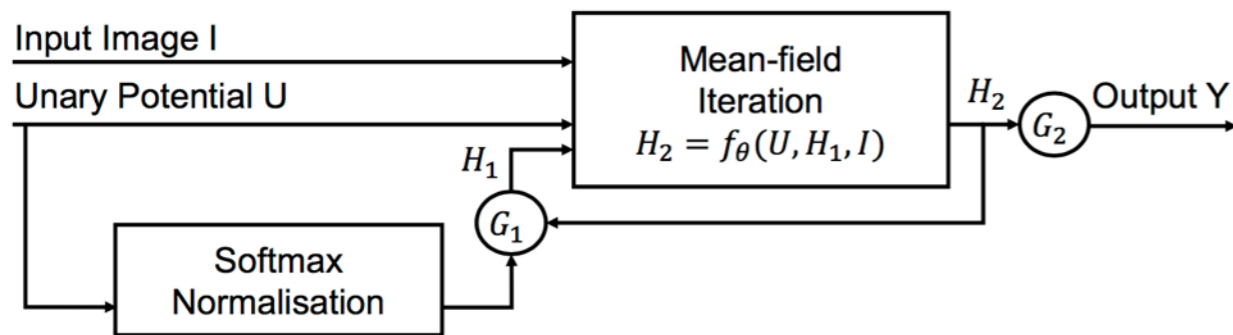 Input Image I
Unary Potential U
Mean-field
Iteration
H₂ = f_θ(U, H₁, I)
H₂
G₂
Output Y
H₁
G₁
Softmax
Normalisation